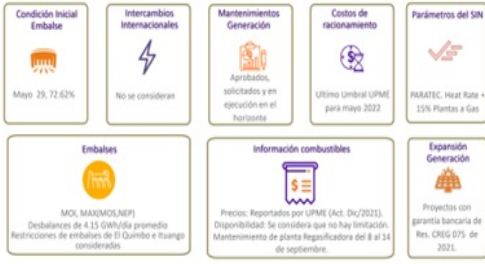 Condición Inicial
Embalse
Mayo 29, 72.62%
Intercambios
Internacionales
No se consideran
Mantenimientos
Generación
Aprobados,
solicitados y en
ejecución en el
horizonte
Costos de
racionamiento
Ultimo Umbral UPME
para mayo 2022
Parámetros del SIN
PARATEC. Heat Rate +
15% Plantas a Gas
Embalses
MOI, MAX(MOS,NEP)
Desbalances de 4.15 GWh/día promedio
Restricciones de embalses de El Quimbo e Ituango
consideradas
Información combustibles
Precios: Reportados por UPME (Act. Dic/2021).
Disponibilidad: Se considera que no hay limitación.
Mantenimiento de planta Regasificadora del 8 al 14
de septiembre.
Expansión
Generación
Proyectos con
garantía bancaria de
Res. CREG 075 de
2021.